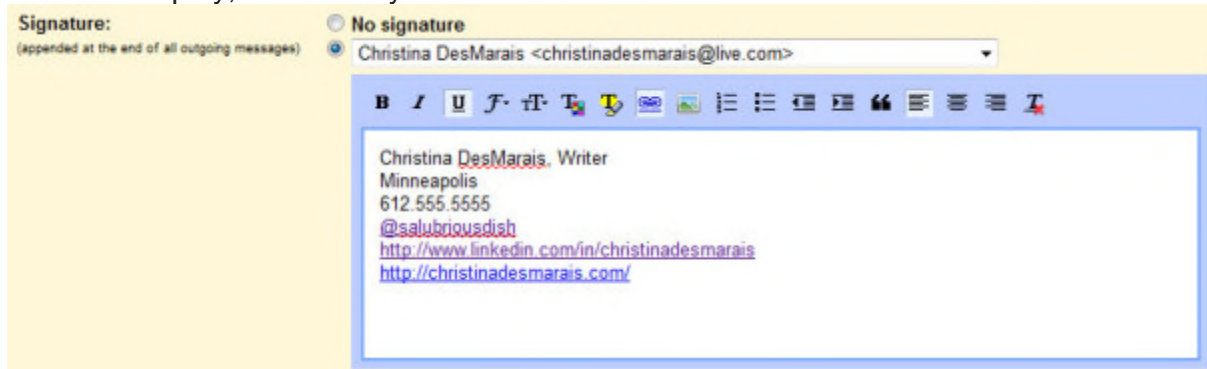 Signature:
(appended at the end of all outgoing messages)
No signature
Christina DesMarais <christinadesmarais@live.com>
B I U
Christina DesMarais, Writer
Minneapolis
612.555.5555
@salubriousdish
http://www.linkedin.com/in/christinadesmarais
http://christinadesmarais.com/